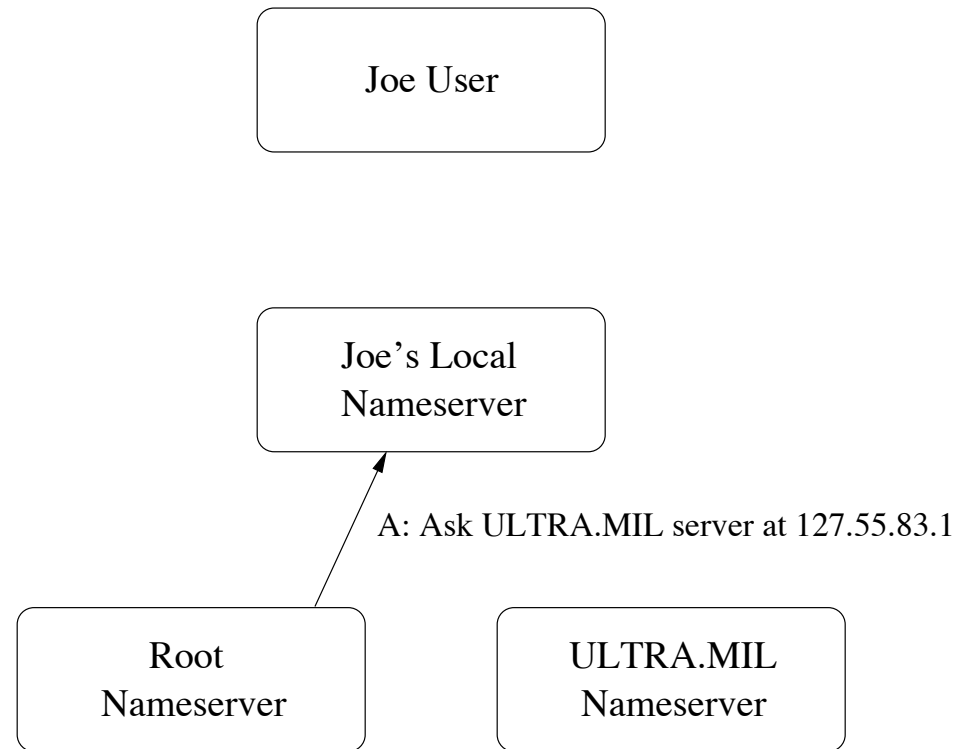 Joe User
Joe's Local
Nameserver
A: Ask ULTRA.MIL server at 127.55.83.1
Root
Nameserver
ULTRA.MIL
Nameserver